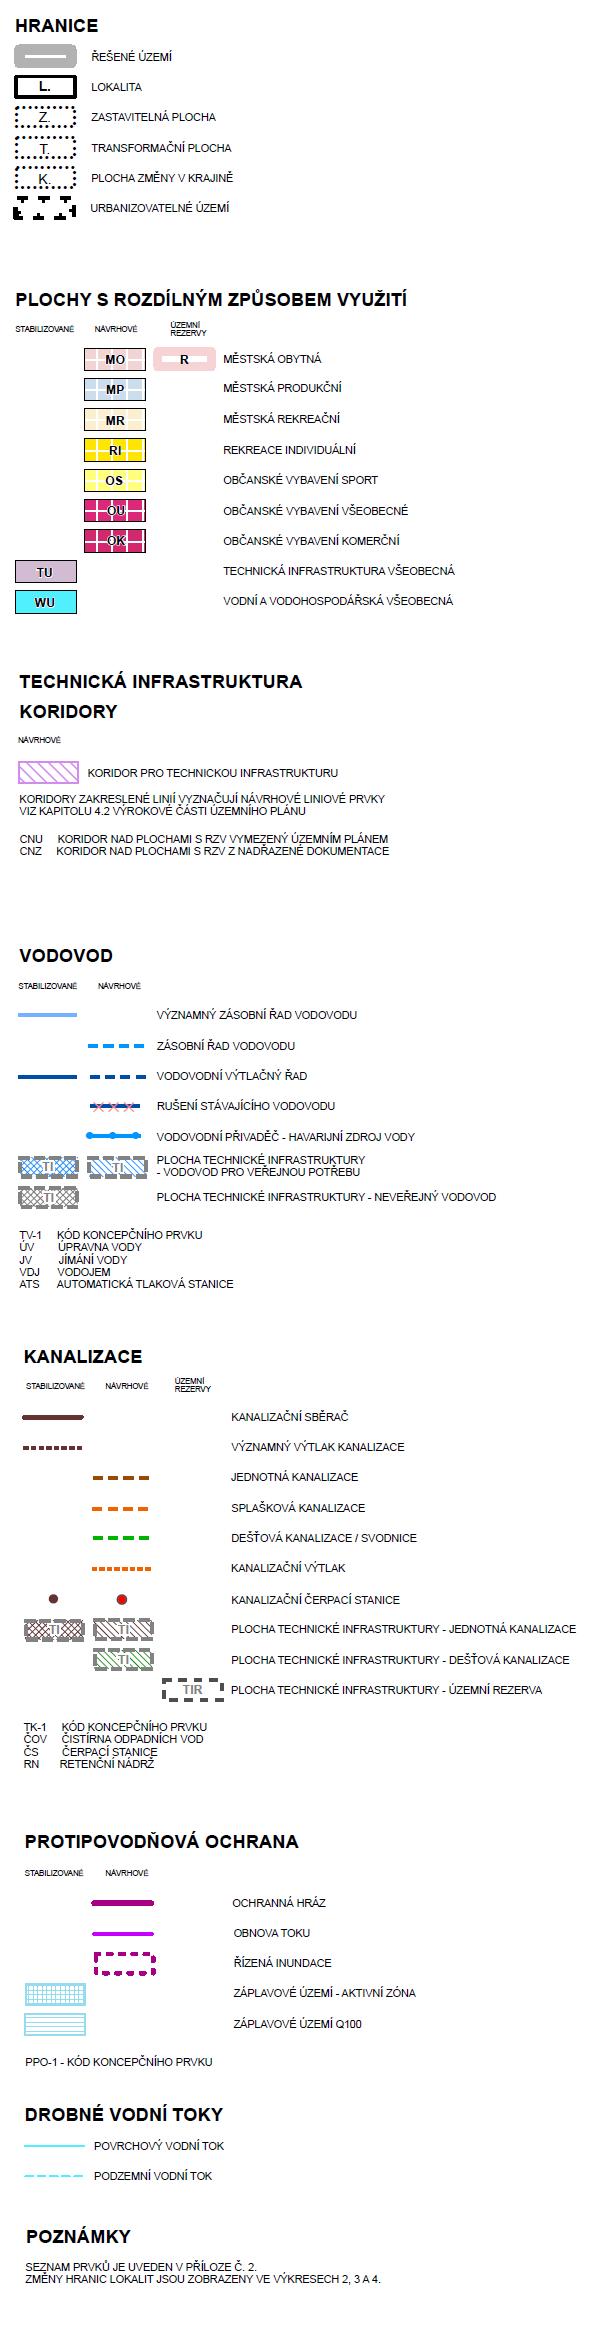 HRANICE
ŘEŠENÉ ÚZEMÍ
L. LOKALITA
Z. ZASTAVITELNÁ PLOCHA
T. TRANSFORMAČNÍ PLOCHA
K. PLOCHA ZMĚNY V KRAJINĚ
URBANIZOVATELNÉ ÚZEMÍ
PLOCHY S ROZDÍLNÝM ZPŮSOBEM VYUŽITÍ
STABILIZOVANÉ NÁVRHOVÉ ÚZEMNÍ
REZERVY
MO R MĚSTSKÁ OBYTNÁ
MP MĚSTSKÁ PRODUKČNÍ
MR MĚSTSKÁ REKREAČNÍ
RI REKREACE INDIVIDUÁLNÍ
OS OBČANSKÉ VYBAVENÍ SPORT
OU OBČANSKÉ VYBAVENÍ VŠEOBECNÉ
OK OBČANSKÉ VYBAVENÍ KOMERČNÍ
TU TECHNICKÁ INFRASTRUKTURA VŠEOBECNÁ
WU VODNÍ A VODOHOSPODÁŘSKÁ VŠEOBECNÁ
TECHNICKÁ INFRASTRUKTURA
KORIDORY
NÁVRHOVÉ
KORIDOR PRO TECHNICKOU INFRASTRUKTURU
KORIDORY ZAKRESLENÉ LINIÍ VYZNAČUJÍ NÁVRHOVÉ LINIOVÉ PRVKY
VIZ KAPITOLU 4.2 VÝROKOVÉ ČÁSTI ÚZEMNÍHO PLÁNU
CNU KORIDOR NAD PLOCHAMI S RZV VYMEZENÝ ÚZEMNÍM PLÁNEM
CNZ KORIDOR NAD PLOCHAMI S RZV Z NADŘAZENÉ DOKUMENTACE
VODOVOD
STABILIZOVANÉ NÁVRHOVÉ
VÝZNAMNÝ ZÁSOBNÍ ŘAD VODOVODU
ZÁSOBNÍ ŘAD VODOVODU
VODOVODNÍ VÝTLAČNÝ ŘAD
RUŠENÍ STÁVAJÍCÍHO VODOVODU
VODOVODNÍ PŘIVADĚČ - HAVARIJNÍ ZDROJ VODY
TI TI PLOCHA TECHNICKÉ INFRASTRUKTURY
- VODOVOD PRO VEŘEJNOU POTŘEBU
TI PLOCHA TECHNICKÉ INFRASTRUKTURY - NEVEŘEJNÝ VODOVOD
TV-1 KÓD KONCEPČNÍHO PRVKU
ÚV ÚPRAVNA VODY
JV JÍMÁNÍ VODY
VDJ VODOJEM
ATS AUTOMATICKÁ TLAKOVÁ STANICE
KANALIZACE
STABILIZOVANÉ NÁVRHOVÉ ÚZEMNÍ
REZERVY
KANALIZAČNÍ SBĚRAČ
VÝZNAMNÝ VÝTLAK KANALIZACE
JEDNOTNÁ KANALIZACE
SPLAŠKOVÁ KANALIZACE
DEŠŤOVÁ KANALIZACE / SVODNICE
KANALIZAČNÍ VÝTLAK
KANALIZAČNÍ ČERPACÍ STANICE
TI TI PLOCHA TECHNICKÉ INFRASTRUKTURY - JEDNOTNÁ KANALIZACE
TI PLOCHA TECHNICKÉ INFRASTRUKTURY - DEŠŤOVÁ KANALIZACE
TIR PLOCHA TECHNICKÉ INFRASTRUKTURY - ÚZEMNÍ REZERVA
TK-1 KÓD KONCEPČNÍHO PRVKU
ČOV ČISTÍRNA ODPADNÍCH VOD
ČS ČERPACÍ STANICE
RN RETENČNÍ NÁDRŽ
PROTIPOVODŇOVÁ OCHRANA
STABILIZOVANÉ NÁVRHOVÉ
OCHRANNÁ HRÁZ
OBNOVA TOKU
ŘÍZENÁ INUNDACE
ZÁPLAVOVÉ ÚZEMÍ - AKTIVNÍ ZÓNA
ZÁPLAVOVÉ ÚZEMÍ Q100
PPO-1 - KÓD KONCEPČNÍHO PRVKU
DROBNÉ VODNÍ TOKY
POVRCHOVÝ VODNÍ TOK
PODZEMNÍ VODNÍ TOK
POZNÁMKY
SEZNAM PRVKŮ JE UVEDEN V PŘÍLOZE Č. 2.
ZMĚNY HRANIC LOKALIT JSOU ZOBRAZENY VE VÝKRESECH 2, 3 A 4.